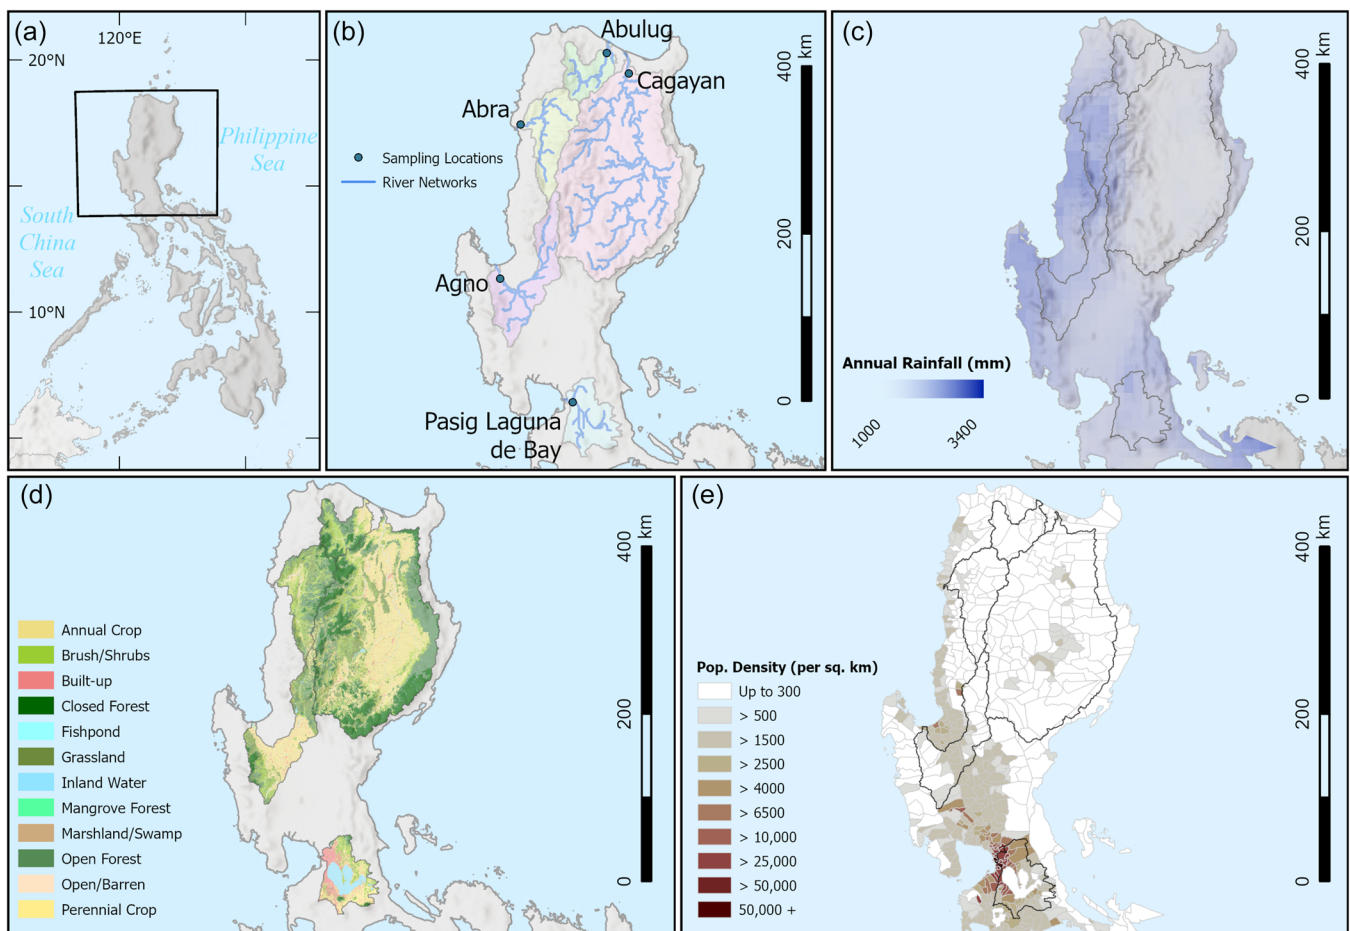 (a)
120°E
20°N
Philippine
Sea
South
China
Sea
10°N
(b)
Abulug
Cagayan
Abra
Sampling Locations
River Networks
Agno
Pasig Laguna
de Bay
400 km
200
0
(c)
Annual Rainfall (mm)
1000
3400
400 km
200
0
(d)
Annual Crop
Brush/Shrubs
Built-up
Closed Forest
Fishpond
Grassland
Inland Water
Mangrove Forest
Marshland/Swamp
Open Forest
Open/Barren
Perennial Crop
400 km
200
0
(e)
Pop. Density (per sq. km)
Up to 300
> 500
> 1500
> 2500
> 4000
> 6500
> 10,000
> 25,000
> 50,000
50,000 +
400 km
200
0